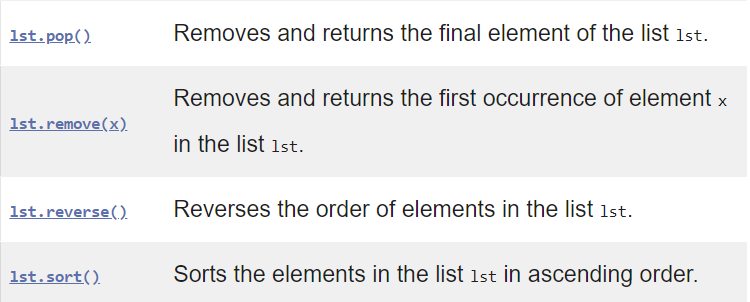 lst.pop() Removes and returns the final element of the list lst.
lst.remove(x) Removes and returns the first occurrence of element x
in the list lst.
lst.reverse() Reverses the order of elements in the list lst.
lst.sort() Sorts the elements in the list lst in ascending order.